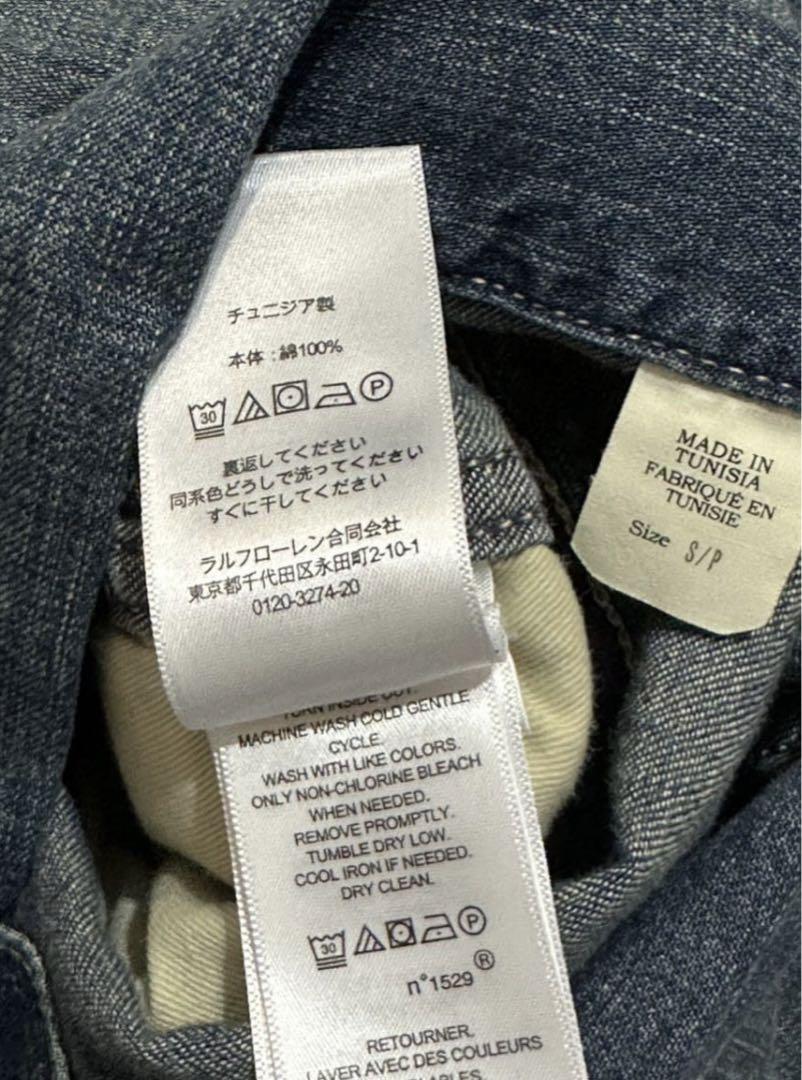 チュニジア製
本体:綿100%
30 P
裏返してください
同系色どうしで洗ってください
すぐに干してください
ラルフローレン合同会社
東京都千代田区永田町2-10-1
0120-3274-20
MADE IN
TUNISIA
FABRIQUÉ EN
TUNISIE
Size S/P
TURN INSIDE OUT.
MACHINE WASH COLD GENTLE
CYCLE.
WASH WITH LIKE COLORS.
ONLY NON-CHLORINE BLEACH
WHEN NEEDED.
REMOVE PROMPTLY.
TUMBLE DRY LOW.
COOL IRON IF NEEDED.
DRY CLEAN.
30 P
n°1529®
RETOURNER.
LAVER AVEC DES COULEURS